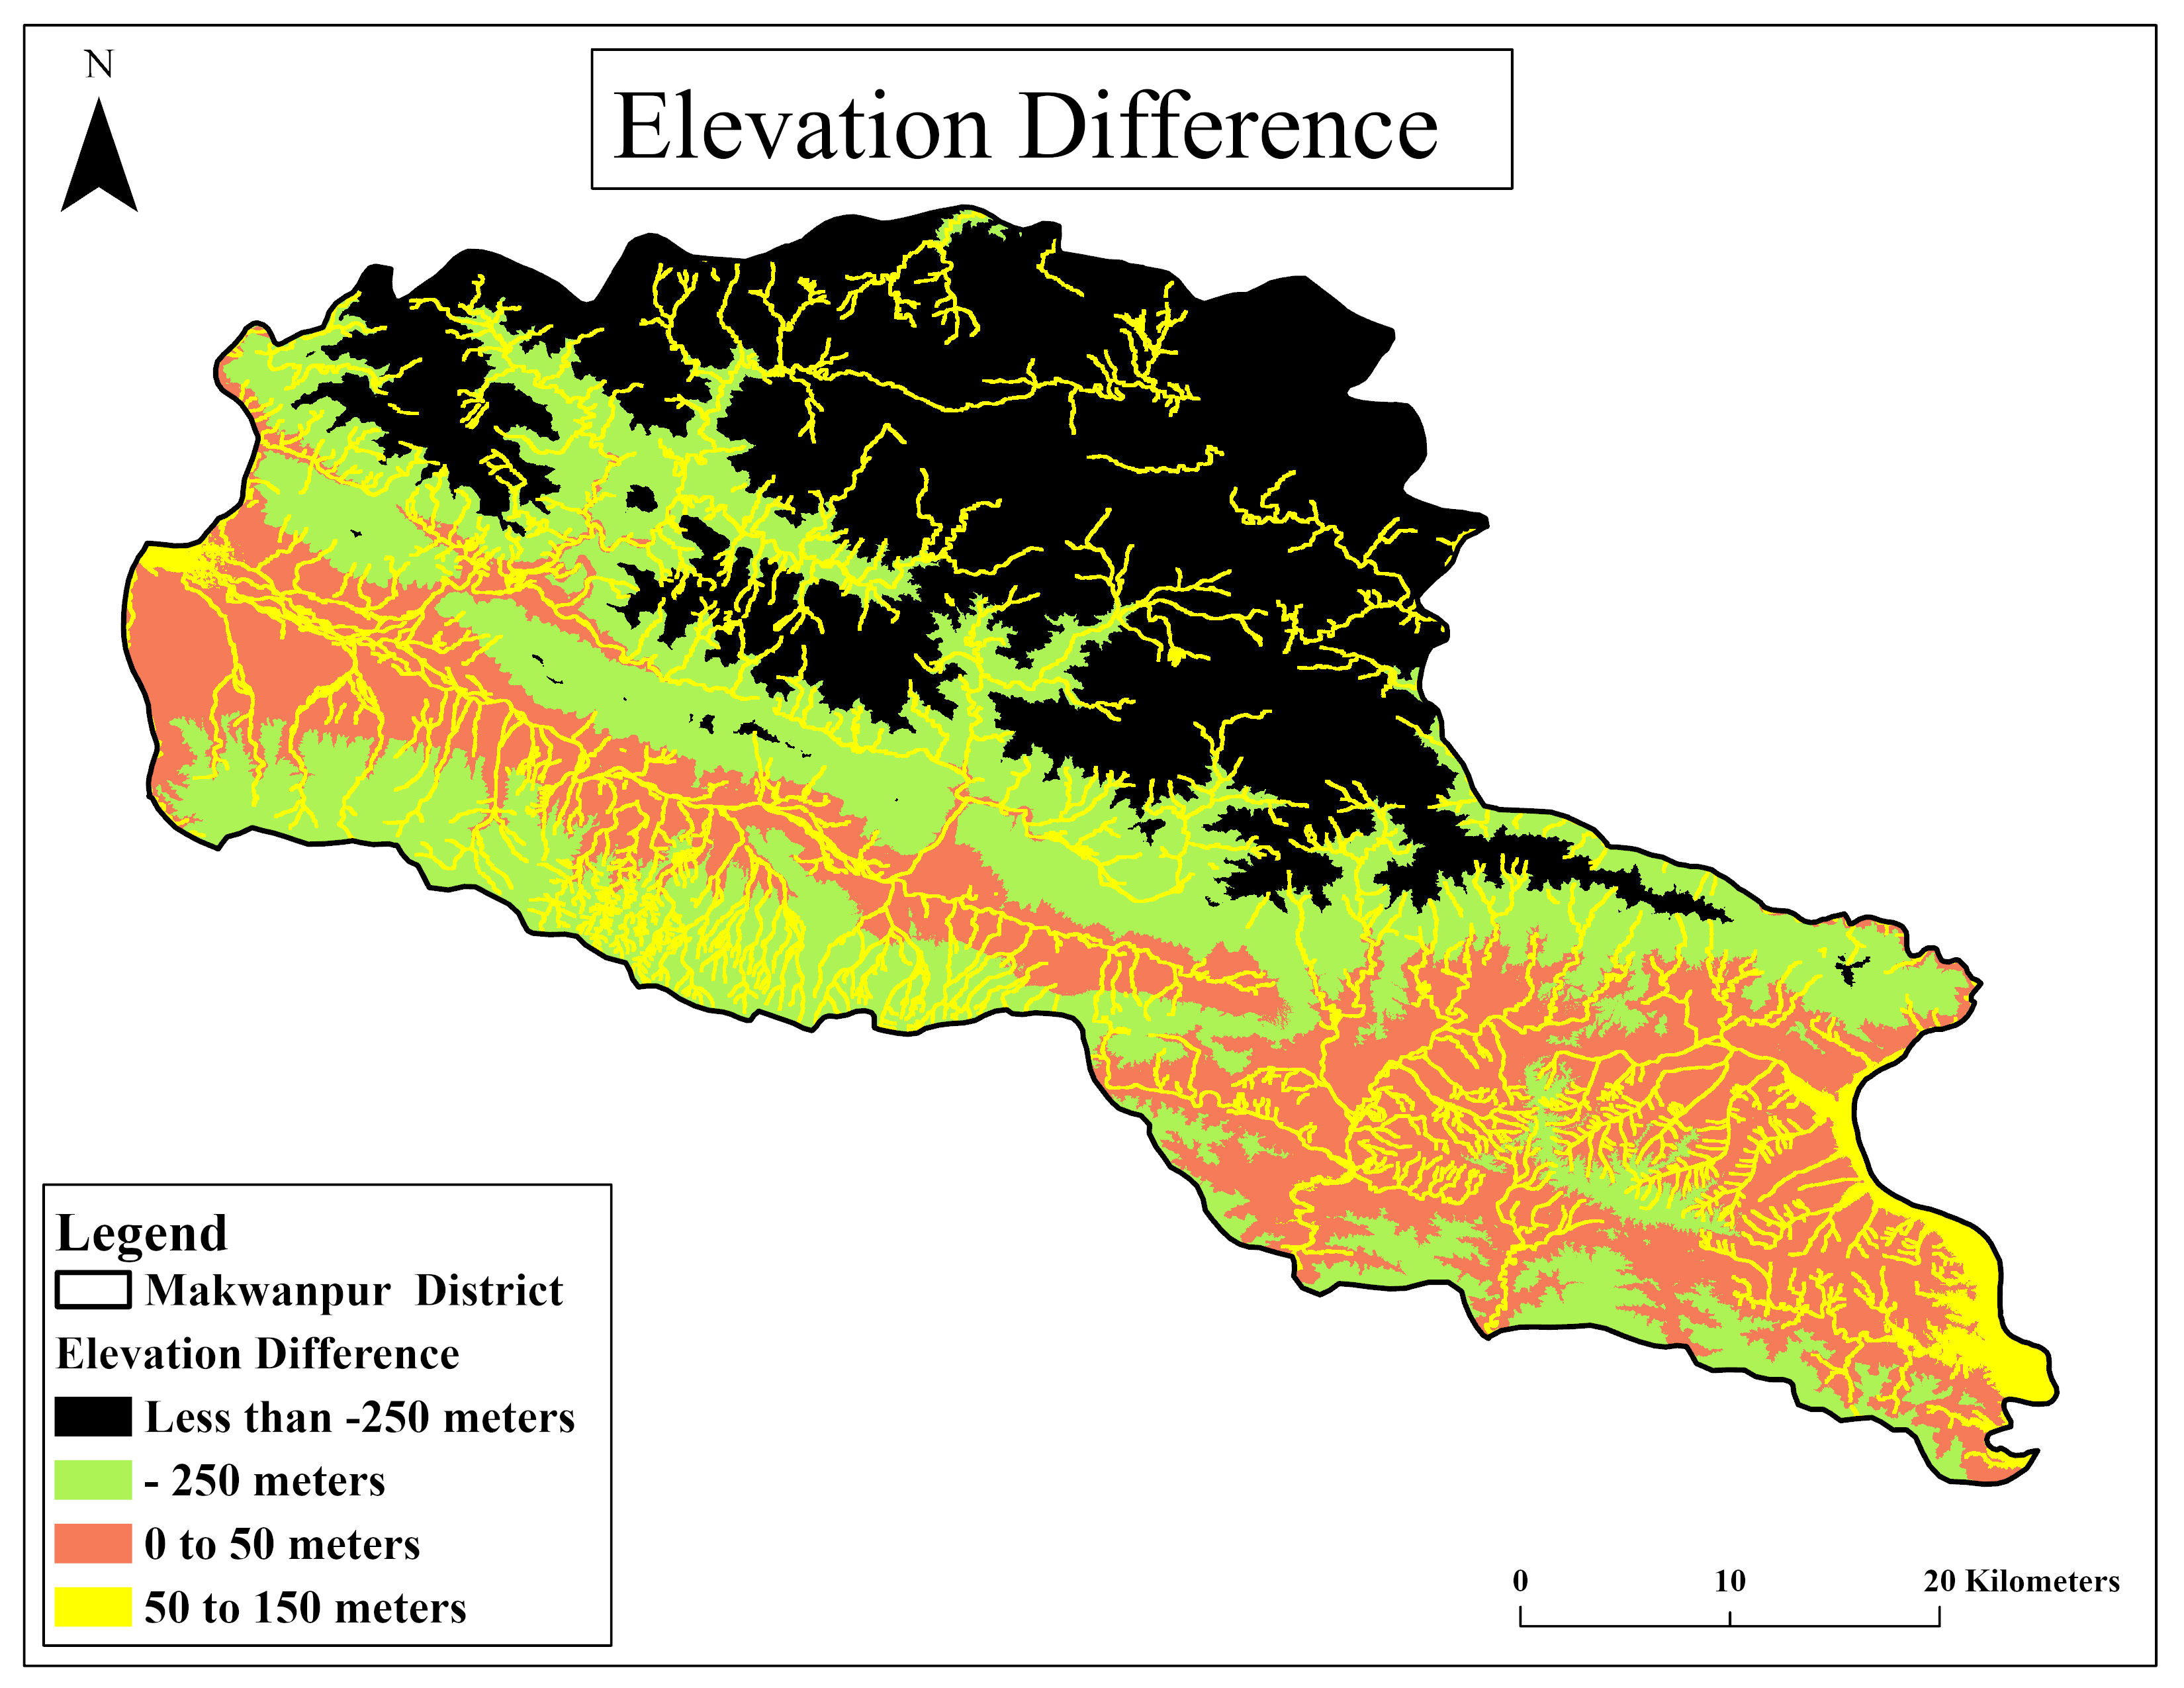 N
Elevation Difference
Legend
Makwanpur District
Elevation Difference
Less than -250 meters
- 250 meters
0 to 50 meters
50 to 150 meters
0 10 20 Kilometers